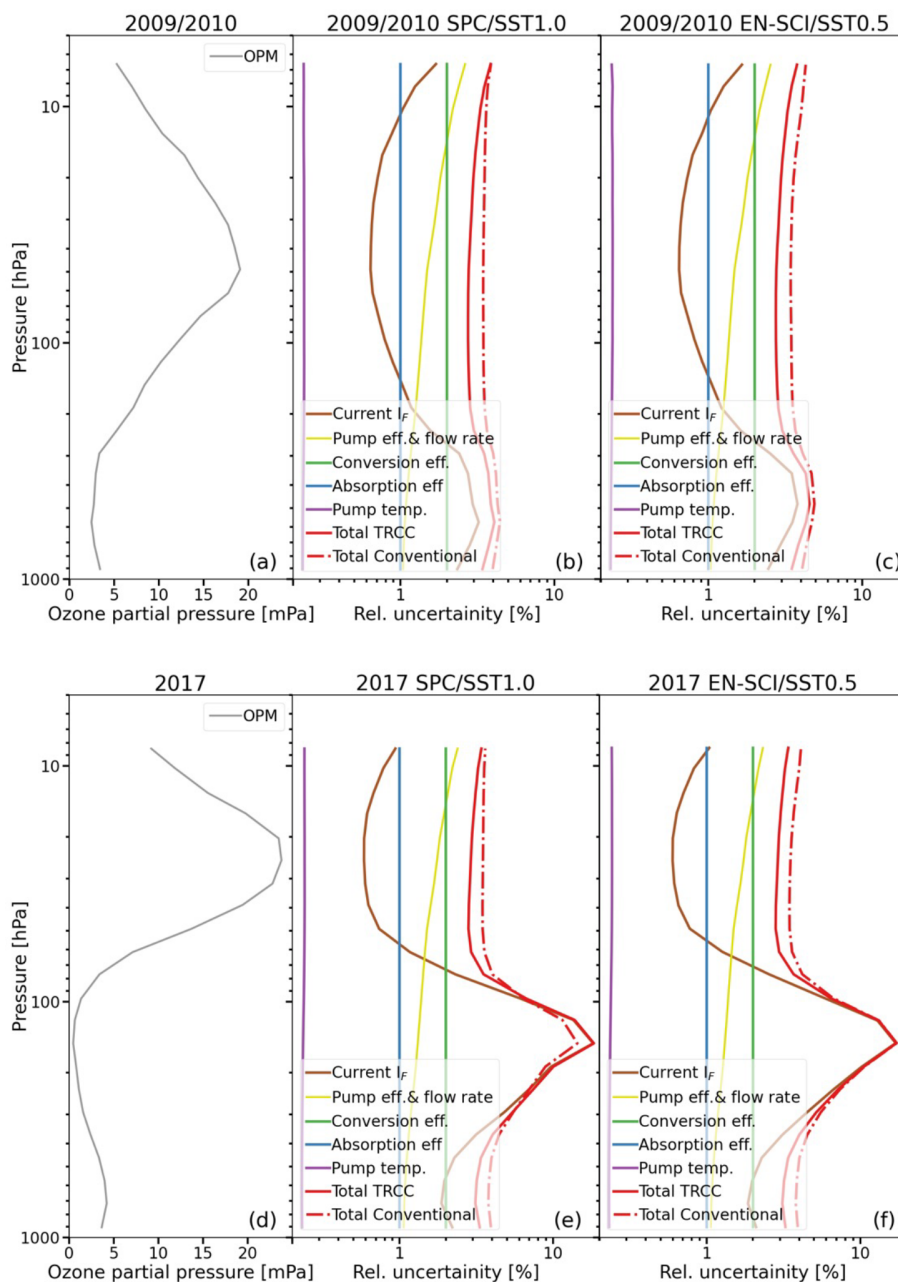 2009/2010
2009/2010 SPC/SST1.0
2009/2010 EN-SCI/SST0.5
OPM
10
100
1000
Pressure [hPa]
Current I_F
Pump eff.& flow rate
Conversion eff.
Absorption eff
Pump temp.
Total TRCC
Total Conventional
Current I_F
Pump eff.& flow rate
Conversion eff.
Absorption eff.
Pump temp.
Total TRCC
Total Conventional
(a)
(b)
(c)
0 5 10 15 20
1 10
1 10
Ozone partial pressure [mPa]
Rel. uncertainity [%]
Rel. uncertainity [%]
2017
2017 SPC/SST1.0
2017 EN-SCI/SST0.5
OPM
10
100
1000
Pressure [hPa]
Current I_F
Pump eff.& flow rate
Conversion eff.
Absorption eff
Pump temp.
Total TRCC
Total Conventional
Current I_F
Pump eff.& flow rate
Conversion eff.
Absorption eff.
Pump temp.
Total TRCC
Total Conventional
(d)
(e)
(f)
0 5 10 15 20
1 10
1 10
Ozone partial pressure [mPa]
Rel. uncertainity [%]
Rel. uncertainity [%]